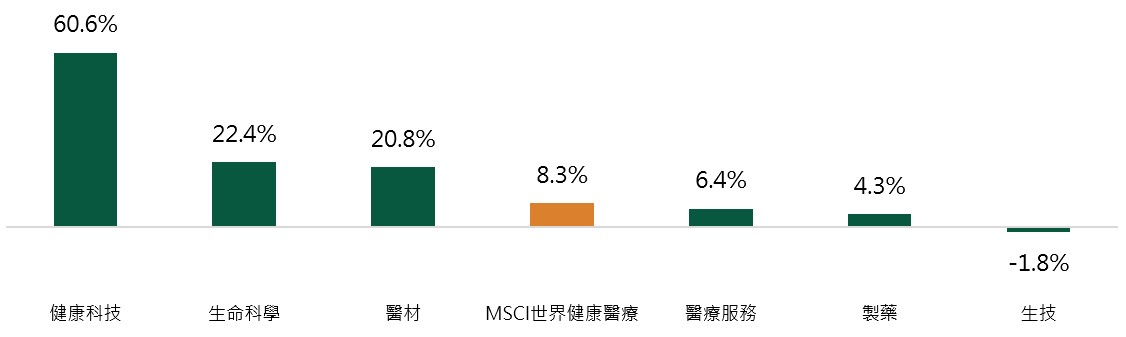 60.6%
22.4%
20.8%
8.3%
6.4%
4.3%
-1.8%
健康科技
生命科學
醫材
MSCI世界健康醫療
醫療服務
製藥
生技